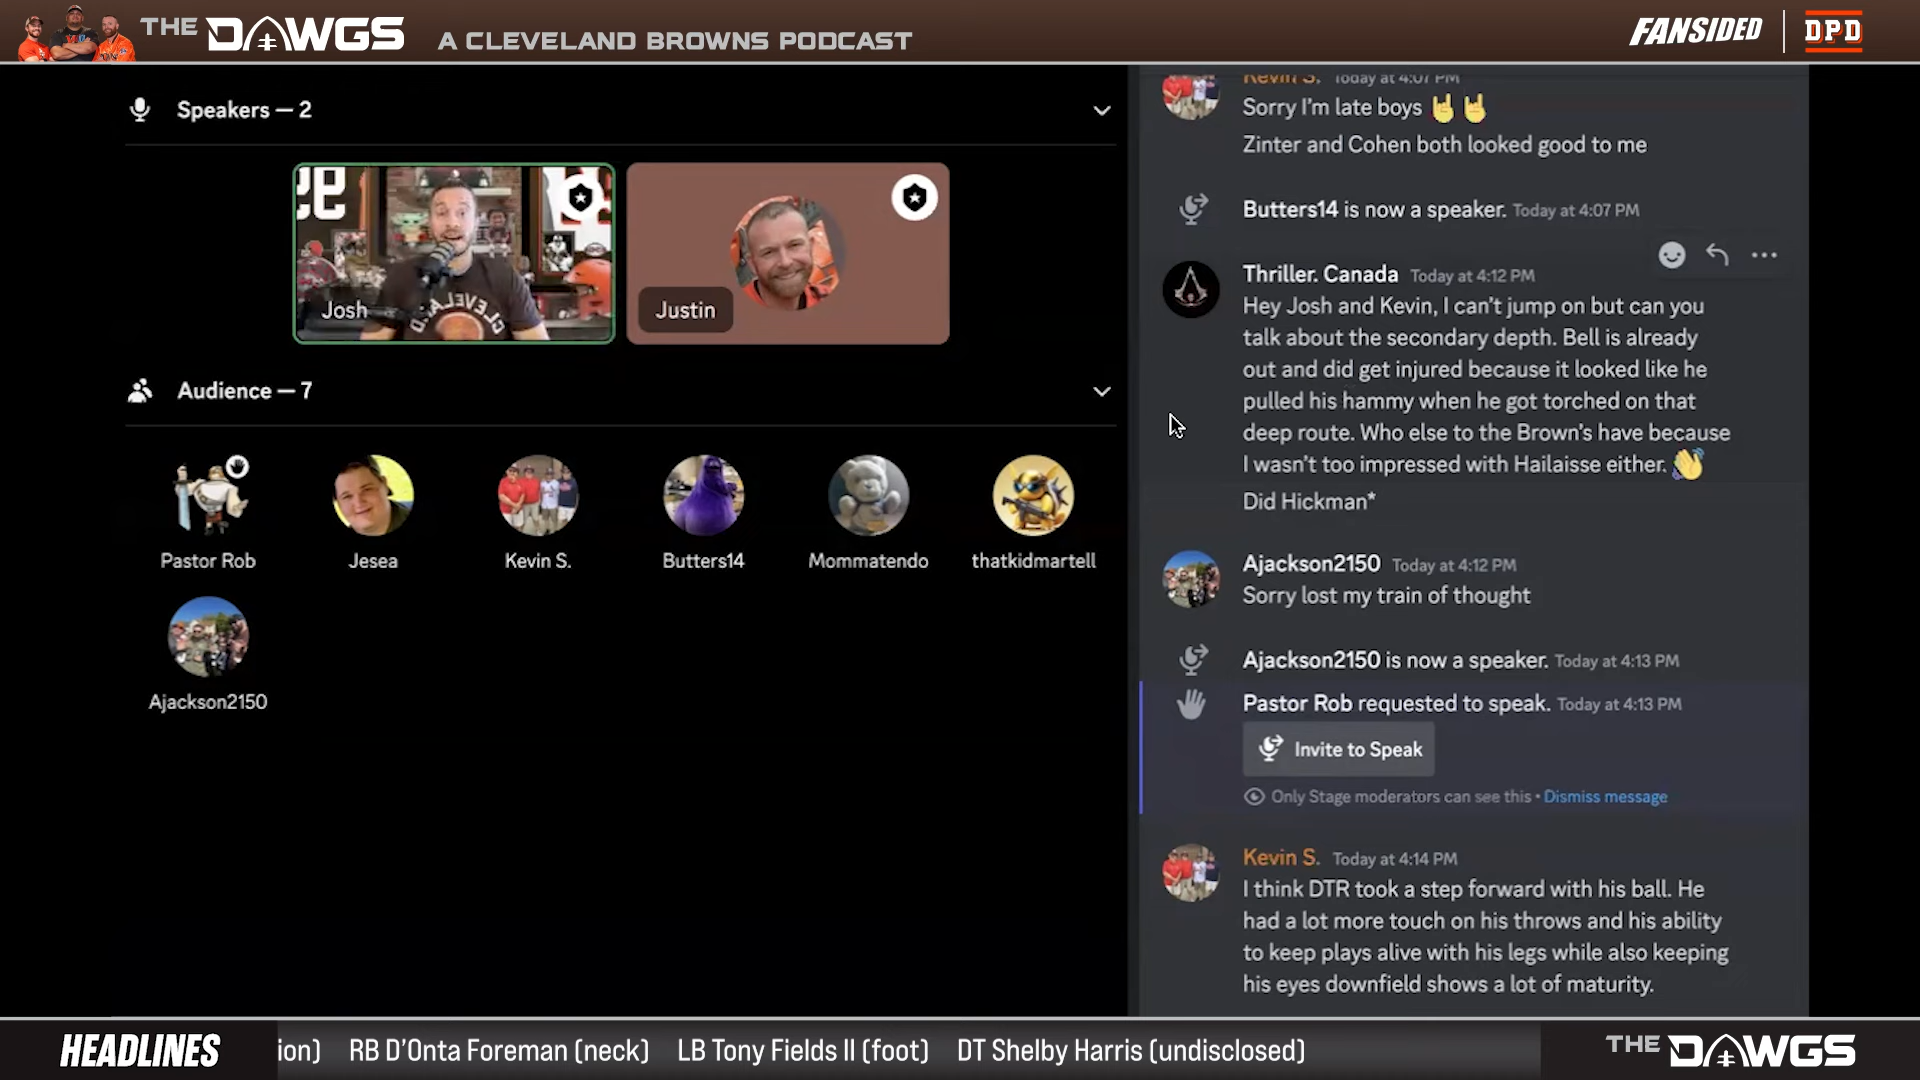 THE DAWGS A CLEVELAND BROWNS PODCAST
FANSIDED DPD
Speakers — 2
Josh
CLEVELAND
Justin
Audience — 7
Pastor Rob
Jesea
Kevin S.
Butters14
Mommatendo
thatkidmartell
Ajackson2150
Kevin S. Today at 4:07 PM
Sorry I'm late boys 🤘 🤘
Zinter and Cohen both looked good to me
Butters14 is now a speaker. Today at 4:07 PM
Thriller. Canada Today at 4:12 PM
Hey Josh and Kevin, I can't jump on but can you
talk about the secondary depth. Bell is already
out and did get injured because it looked like he
pulled his hammy when he got torched on that
deep route. Who else to the Brown's have because
I wasn't too impressed with Hailaisse either. 👋
Did Hickman*
Ajackson2150 Today at 4:12 PM
Sorry lost my train of thought
Ajackson2150 is now a speaker. Today at 4:13 PM
Pastor Rob requested to speak. Today at 4:13 PM
Invite to Speak
Only Stage moderators can see this • Dismiss message
Kevin S. Today at 4:14 PM
I think DTR took a step forward with his ball. He
had a lot more touch on his throws and his ability
to keep plays alive with his legs while also keeping
his eyes downfield shows a lot of maturity.
HEADLINES ion) RB D'Onta Foreman (neck) LB Tony Fields II (foot) DT Shelby Harris (undisclosed) THE DAWGS